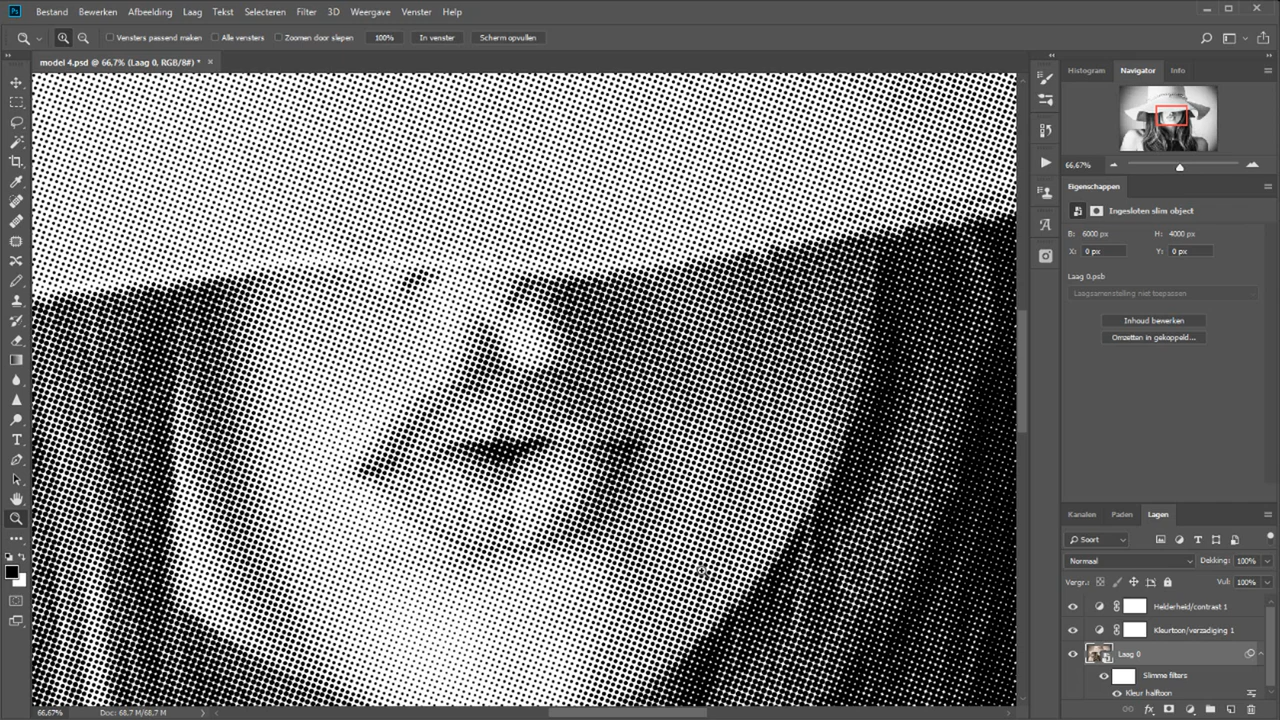 Ps Bestand Bewerken Afbeelding Laag Tekst Selecteren Filter 3D Weergave Venster Help
Vensters passend maken Alle vensters Zoomen door slepen 100% In venster Scherm opvullen
model 4.psd @ 66,7% (Laag 0, RGB/8#) * ×
Histogram Navigator Info
66,67%
Eigenschappen
Ingesloten slim object
B: 6000 px H: 4000 px
X: 0 px Y: 0 px
Laag 0.psb
Laagsamenstelling niet toepassen
Inhoud bewerken
Omzetten in gekoppeld...
Kanalen Paden Lagen
Soort
Normaal Dekking: 100%
Vergr.: Vul: 100%
Helderheid/contrast 1
Kleurtoon/verzadiging 1
Laag 0
Slimme filters
Kleur halftoon
66,67% Doc: 68,7 M/68,7 M